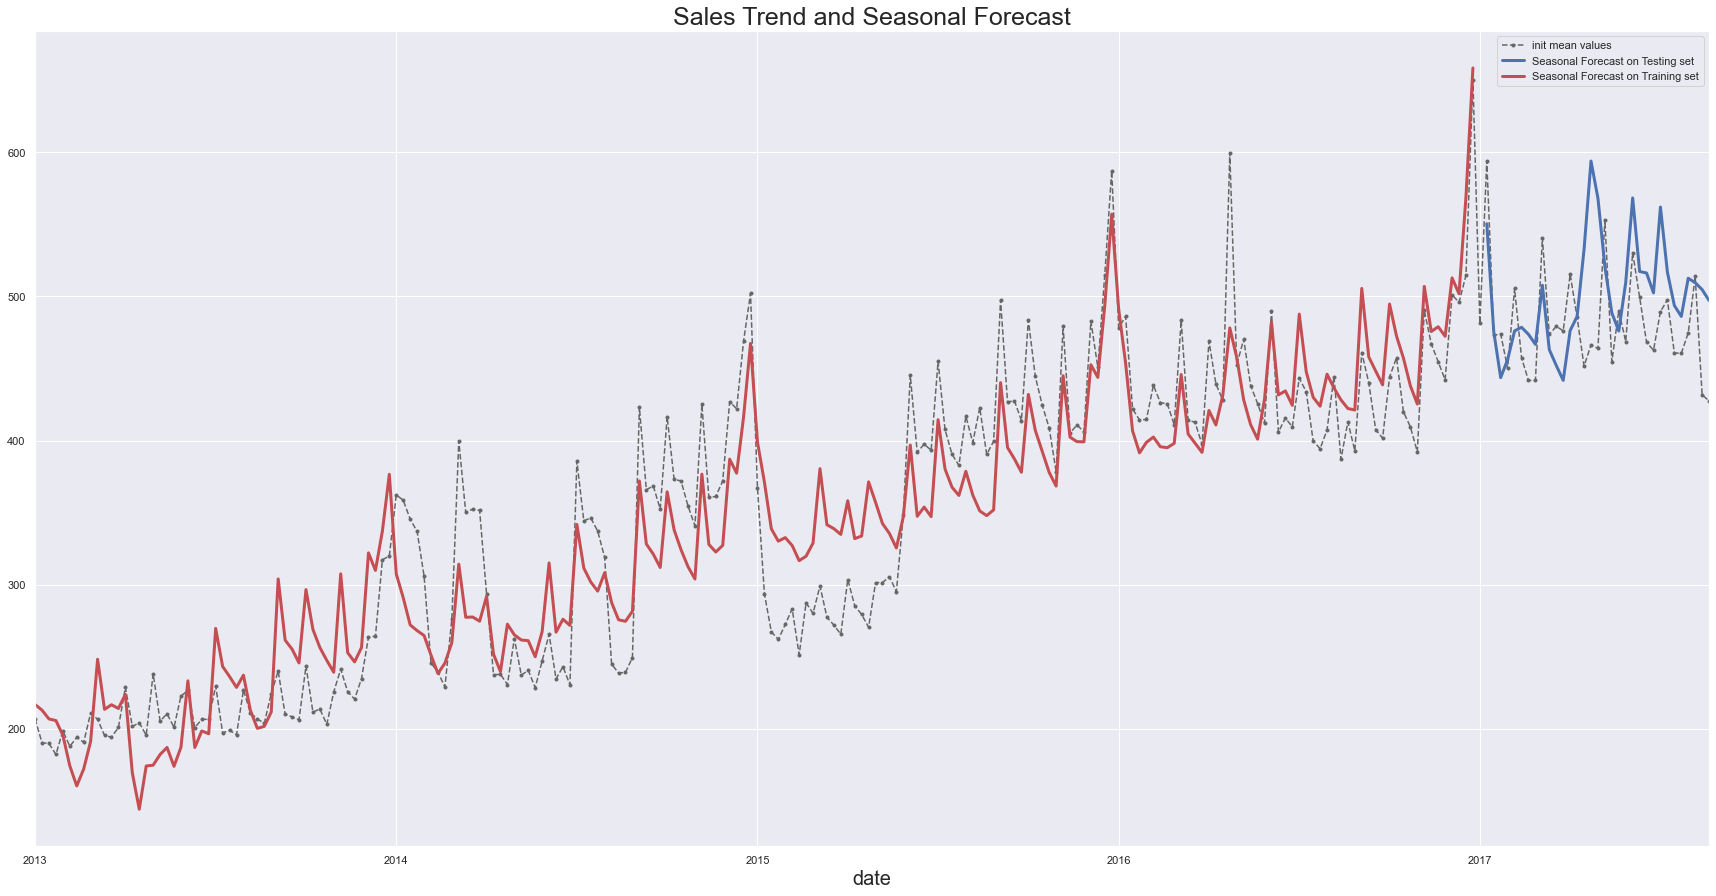 Sales Trend and Seasonal Forecast
init mean values
Seasonal Forecast on Testing set
Seasonal Forecast on Training set
600
500
400
300
200
2013
2014
2015
2016
2017
date